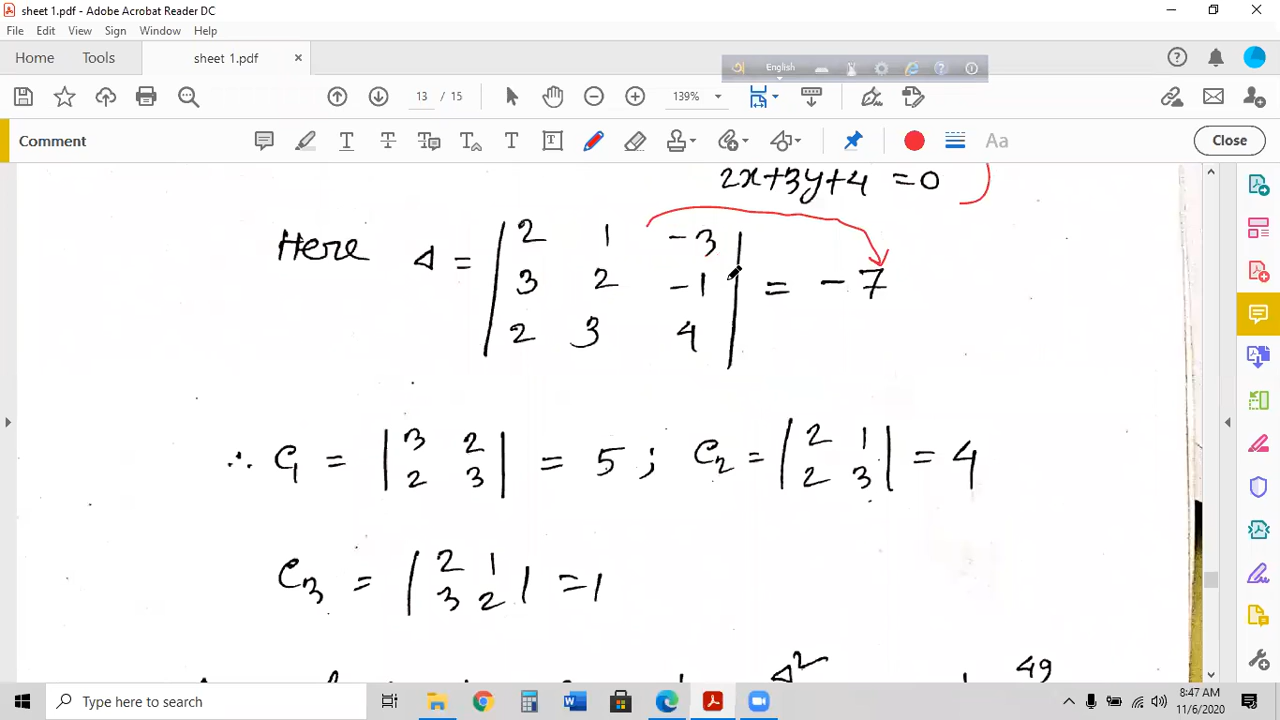 sheet 1.pdf - Adobe Acrobat Reader DC
File Edit View Sign Window Help
Home Tools sheet 1.pdf ×
English
13 / 15 139%
Comment Close
2x+3y+4 = 0
Here Δ = | 2 1 -3 |
| 3 2 -1 | = -7
| 2 3 4 |
∴ C1 = | 3 2 | = 5 ; C2 = | 2 1 | = 4
| 2 3 | | 2 3 |
C3 = | 2 1 | = 1
| 3 2 |
Δ2 49
Type here to search
8:47 AM
11/6/2020